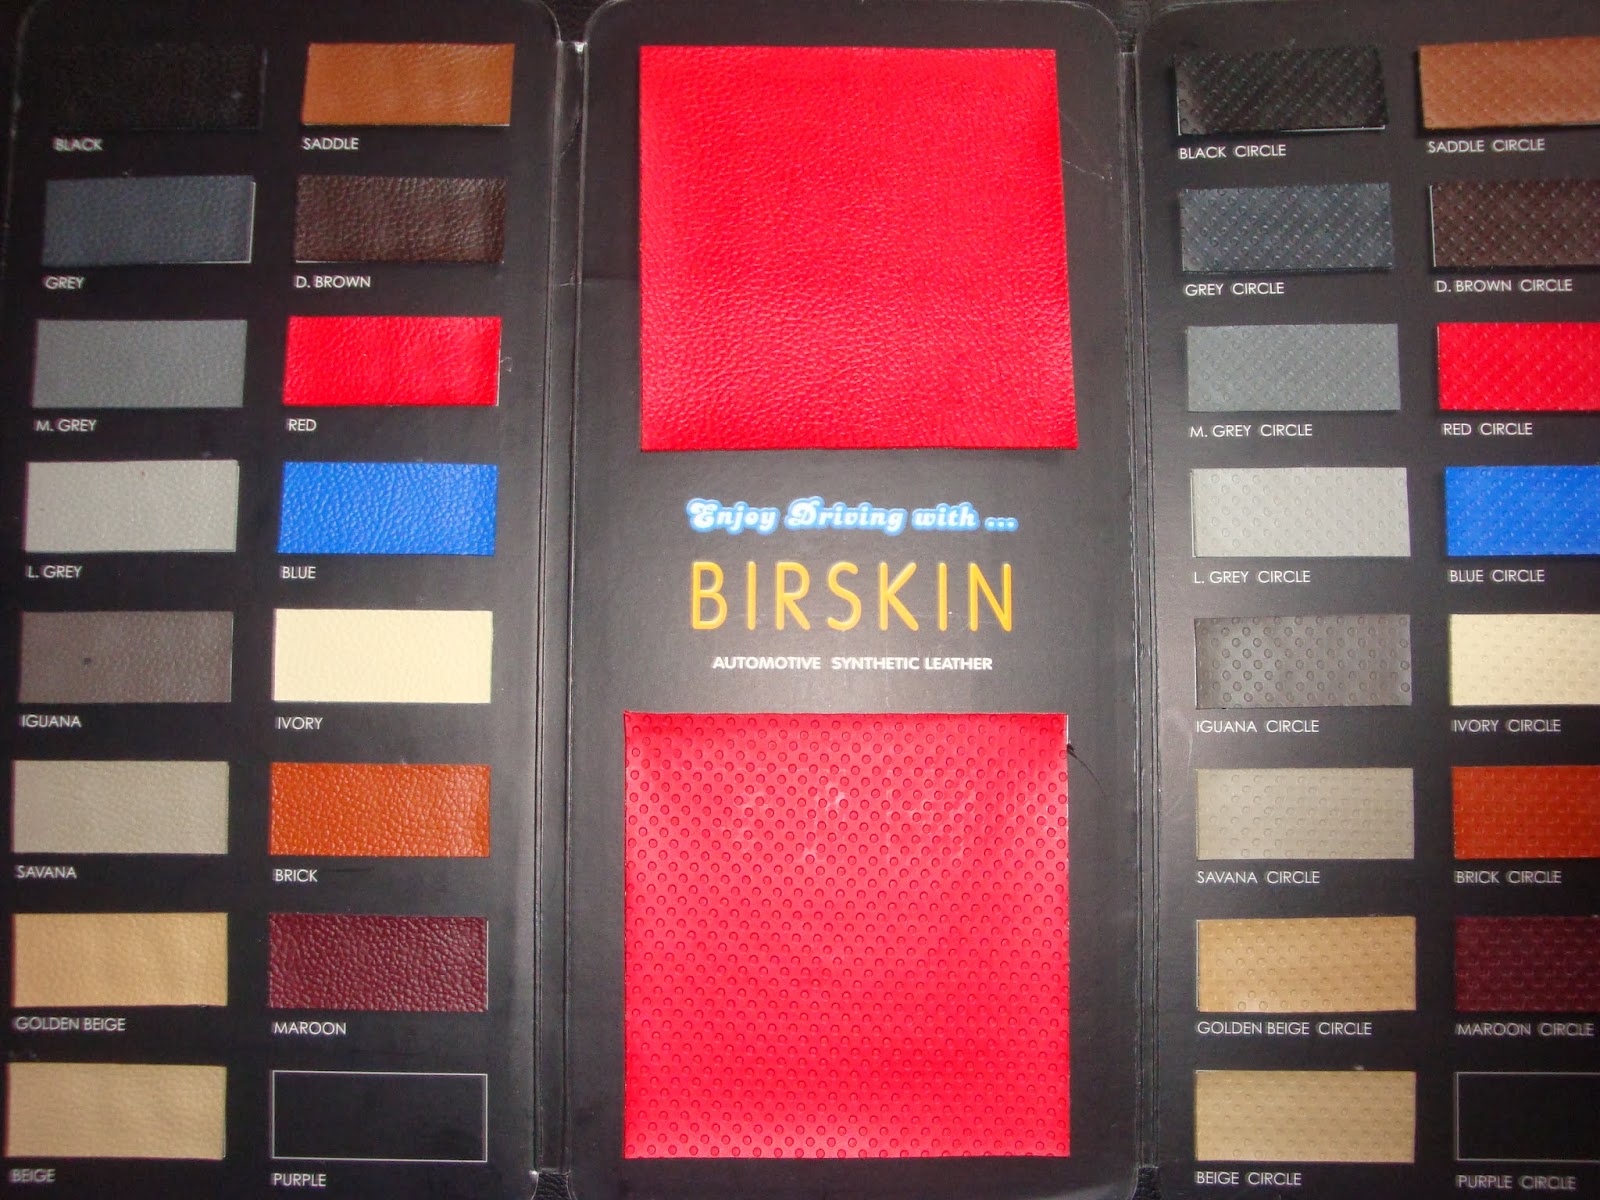 BLACK
SADDLE
GREY
D. BROWN
M. GREY
RED
L. GREY
BLUE
IGUANA
IVORY
SAVANA
BRICK
GOLDEN BEIGE
MAROON
BEIGE
PURPLE
Enjoy Driving with ...
BIRSKIN
AUTOMOTIVE SYNTHETIC LEATHER
BLACK CIRCLE
SADDLE CIRCLE
GREY CIRCLE
D. BROWN CIRCLE
M. GREY CIRCLE
RED CIRCLE
L. GREY CIRCLE
BLUE CIRCLE
IGUANA CIRCLE
IVORY CIRCLE
SAVANA CIRCLE
BRICK CIRCLE
GOLDEN BEIGE CIRCLE
MAROON CIRCLE
BEIGE CIRCLE
PURPLE CIRCLE